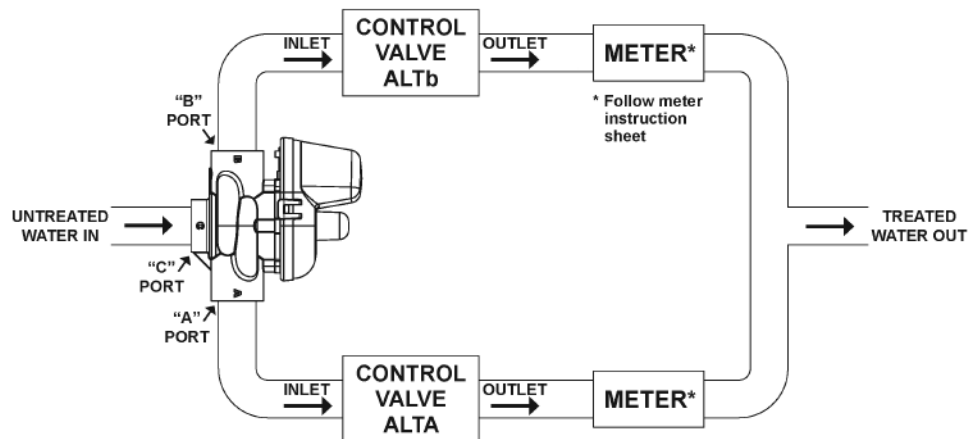 INLET
CONTROL
VALVE
ALTb
OUTLET
METER*
* Follow meter
instruction
sheet
"B"
PORT
B
UNTREATED
WATER IN
C
"C"
PORT
A
"A"
PORT
TREATED
WATER OUT
INLET
CONTROL
VALVE
ALTA
OUTLET
METER*